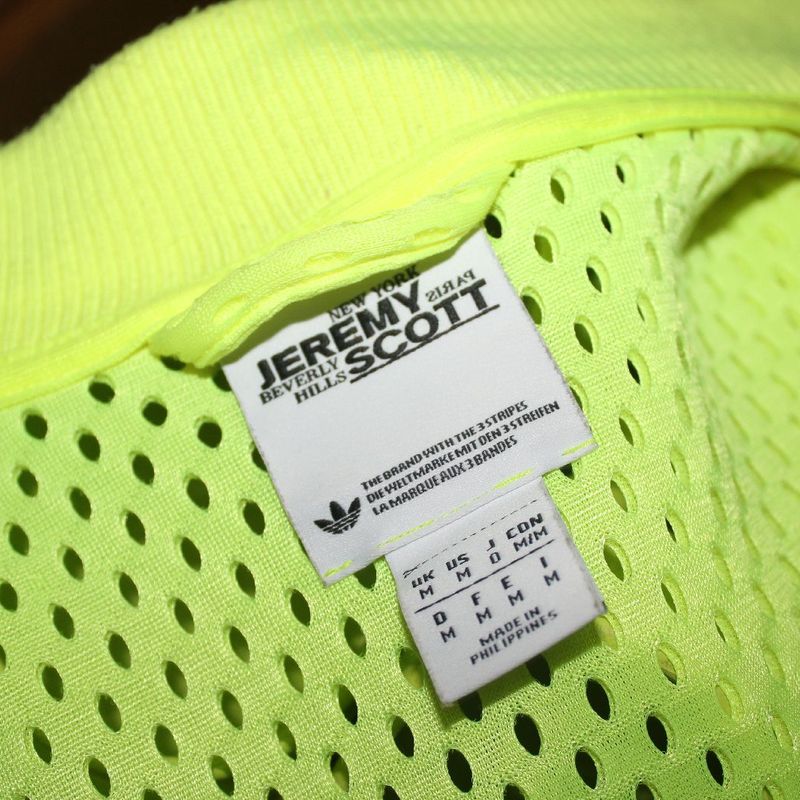 NEW YORK PARIS
JEREMY SCOTT
BEVERLY HILLS
THE BRAND WITH THE 3 STRIPES
DIE WELTMARKE MIT DEN 3 STREIFEN
LA MARQUE AUX 3 BANDES
UK US J CDN
M M O M/M
D F E I
M M M M
MADE IN
PHILIPPINES